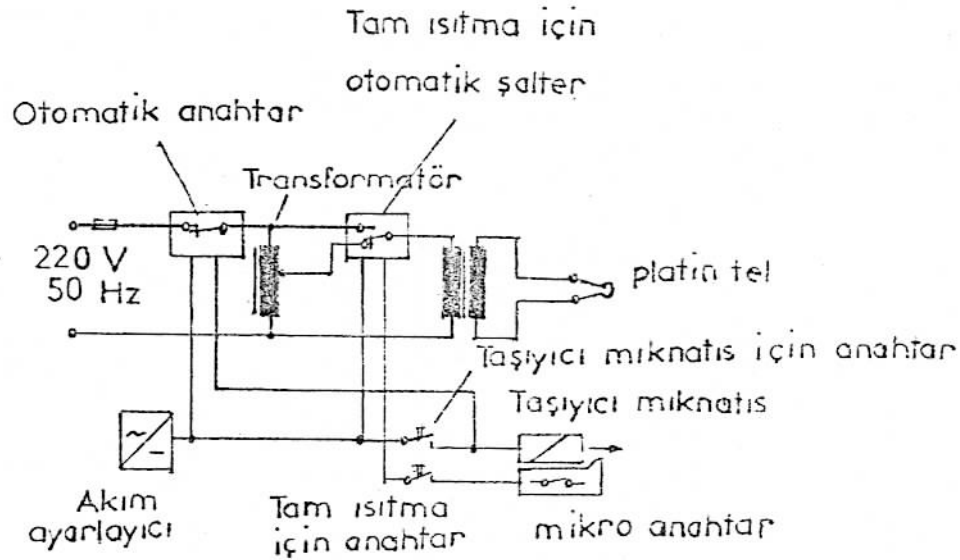 Tam ısıtma için
otomatik şalter
Otomatik anahtar
Transformatör
220 V
50 Hz
platin tel
Taşıyıcı mıknatıs için anahtar
Taşıyıcı mıknatıs
Akım
ayarlayıcı
Tam ısıtma
için anahtar
mikro anahtar